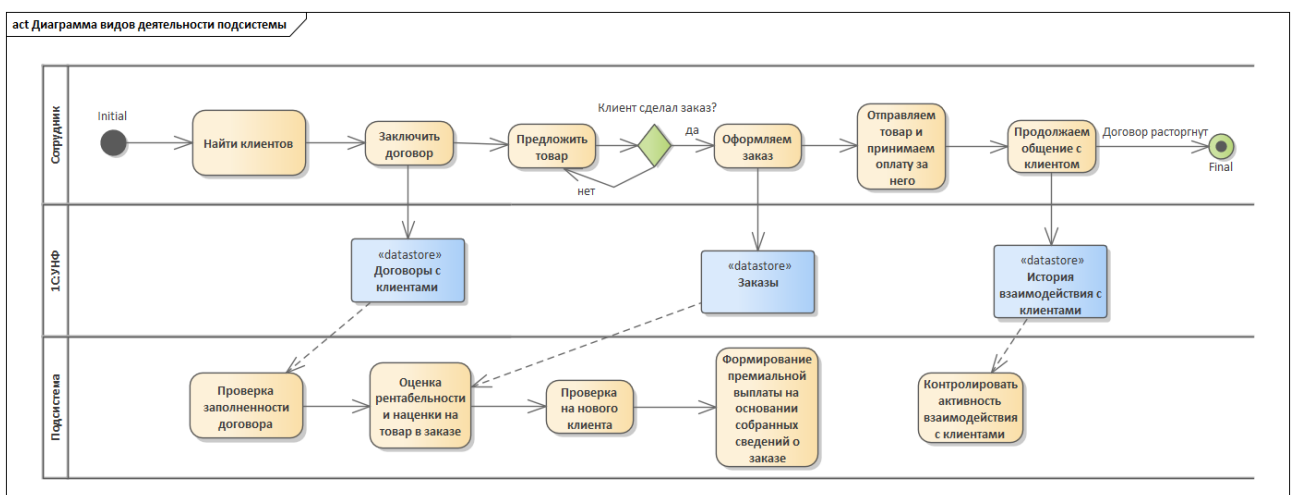 act Диаграмма видов деятельности подсистемы
Сотрудник
Initial
Найти клиентов
Заключить
договор
Предложить
товар
Клиент сделал заказ?
да
нет
Оформляем
заказ
Отправляем
товар и
принимаем
оплату за
него
Продолжаем
общение с
клиентом
Договор расторгнут
Final
1С:УНФ
«datastore»
Договоры с
клиентами
«datastore»
Заказы
«datastore»
История
взаимодействия с
клиентами
Подсистема
Проверка
заполненности
договора
Оценка
рентабельности
и наценки на
товар в заказе
Проверка
на нового
клиента
Формирование
премиальной
выплаты на
основании
собранных
сведений о
заказе
Контролировать
активность
взаимодействия
с клиентами